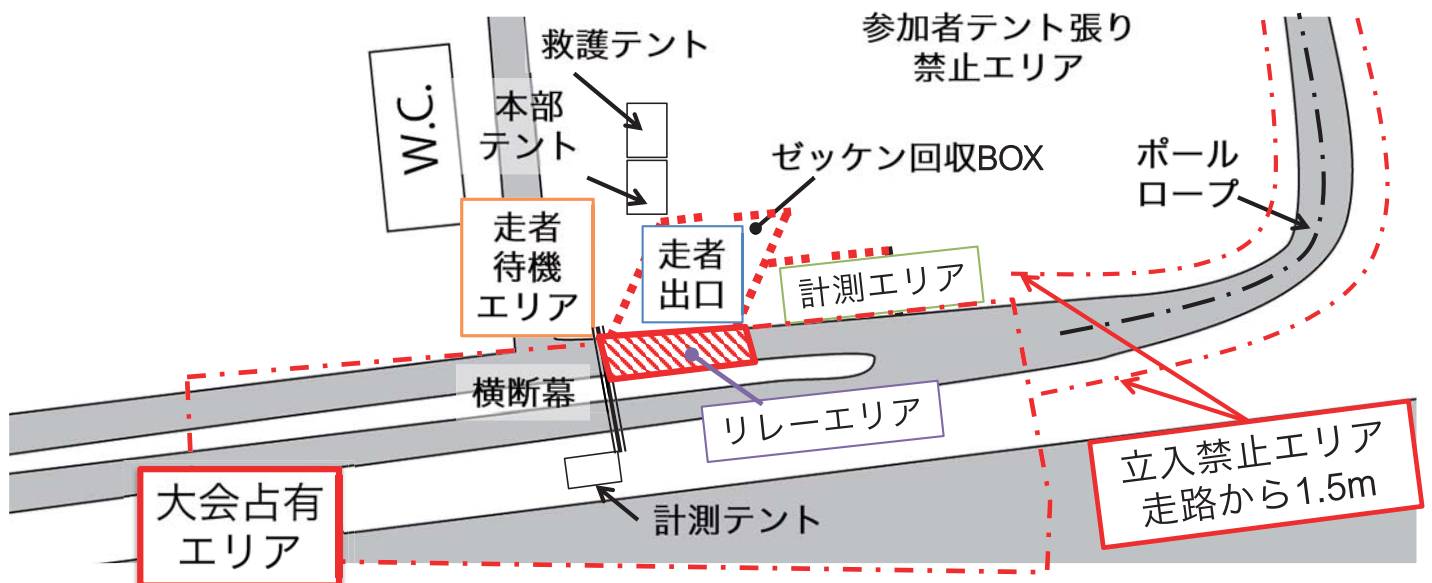 救護テント
参加者テント張り
禁止エリア
W.C.
本部
テント
ゼッケン回収BOX
ポール
ロープ
走者
待機
エリア
走者
出口
計測エリア
横断幕
リレーエリア
立入禁止エリア
走路から1.5m
大会占有
エリア
計測テント